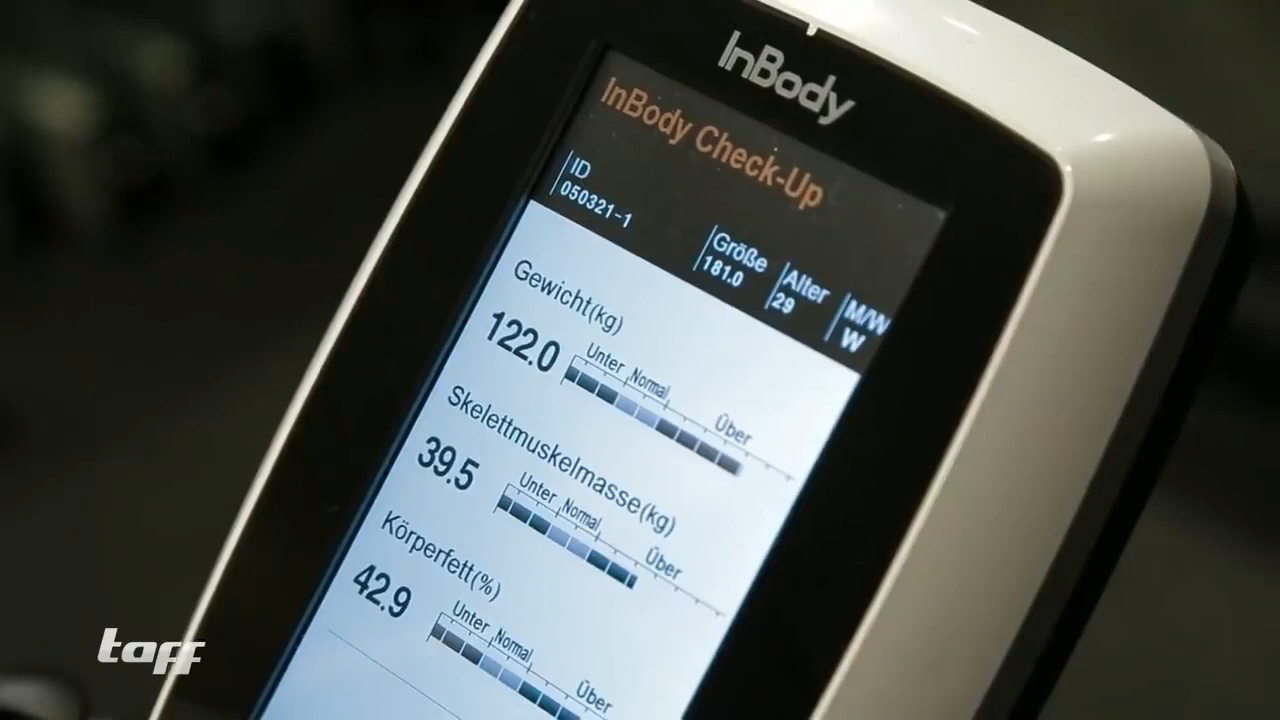 InBody
InBody Check-Up
ID
050321-1
Größe
181.0
Alter
29
M/W
W
Gewicht(kg)
122.0
Unter Normal Über
Skelettmuskelmasse(kg)
39.5
Unter Normal Über
Körperfett(%)
42.9
Unter Normal Über
taff